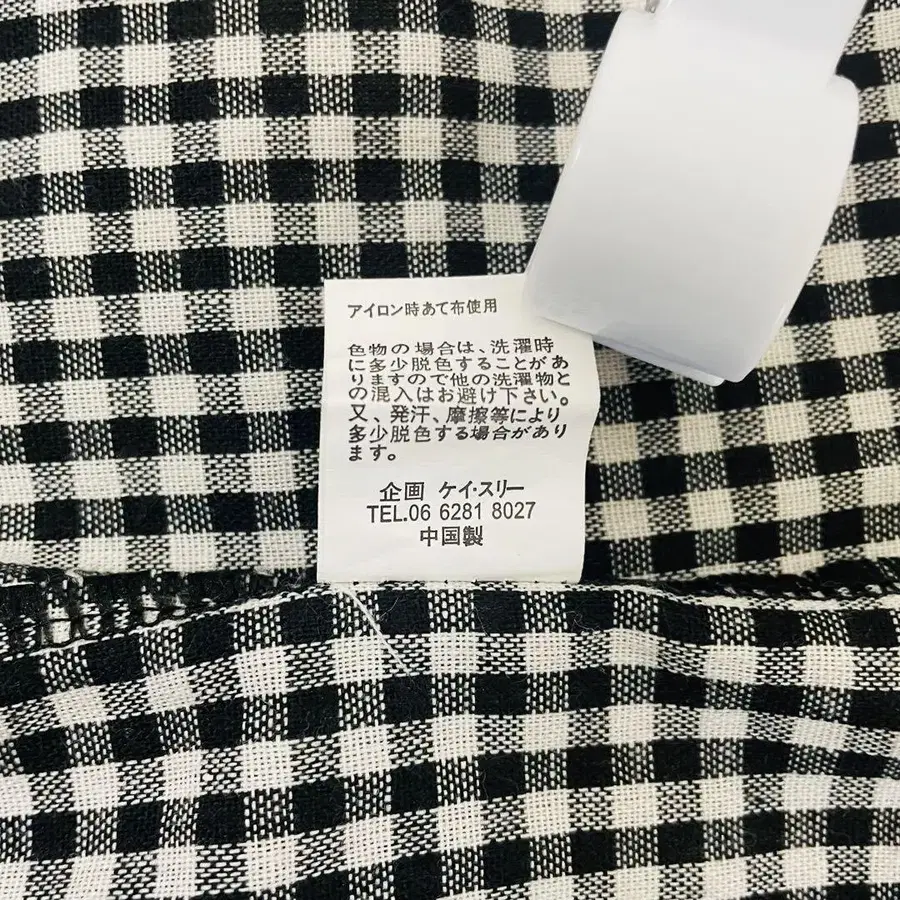 アイロン時あて布使用
色物の場合は、洗濯時
に多少脱色することがあ
りますので他の洗濯物と
の混入はお避け下さい。
又、発汗、摩擦等により
多少脱色する場合があり
ます。
企画 ケイ・スリー
TEL.06 6281 8027
中国製